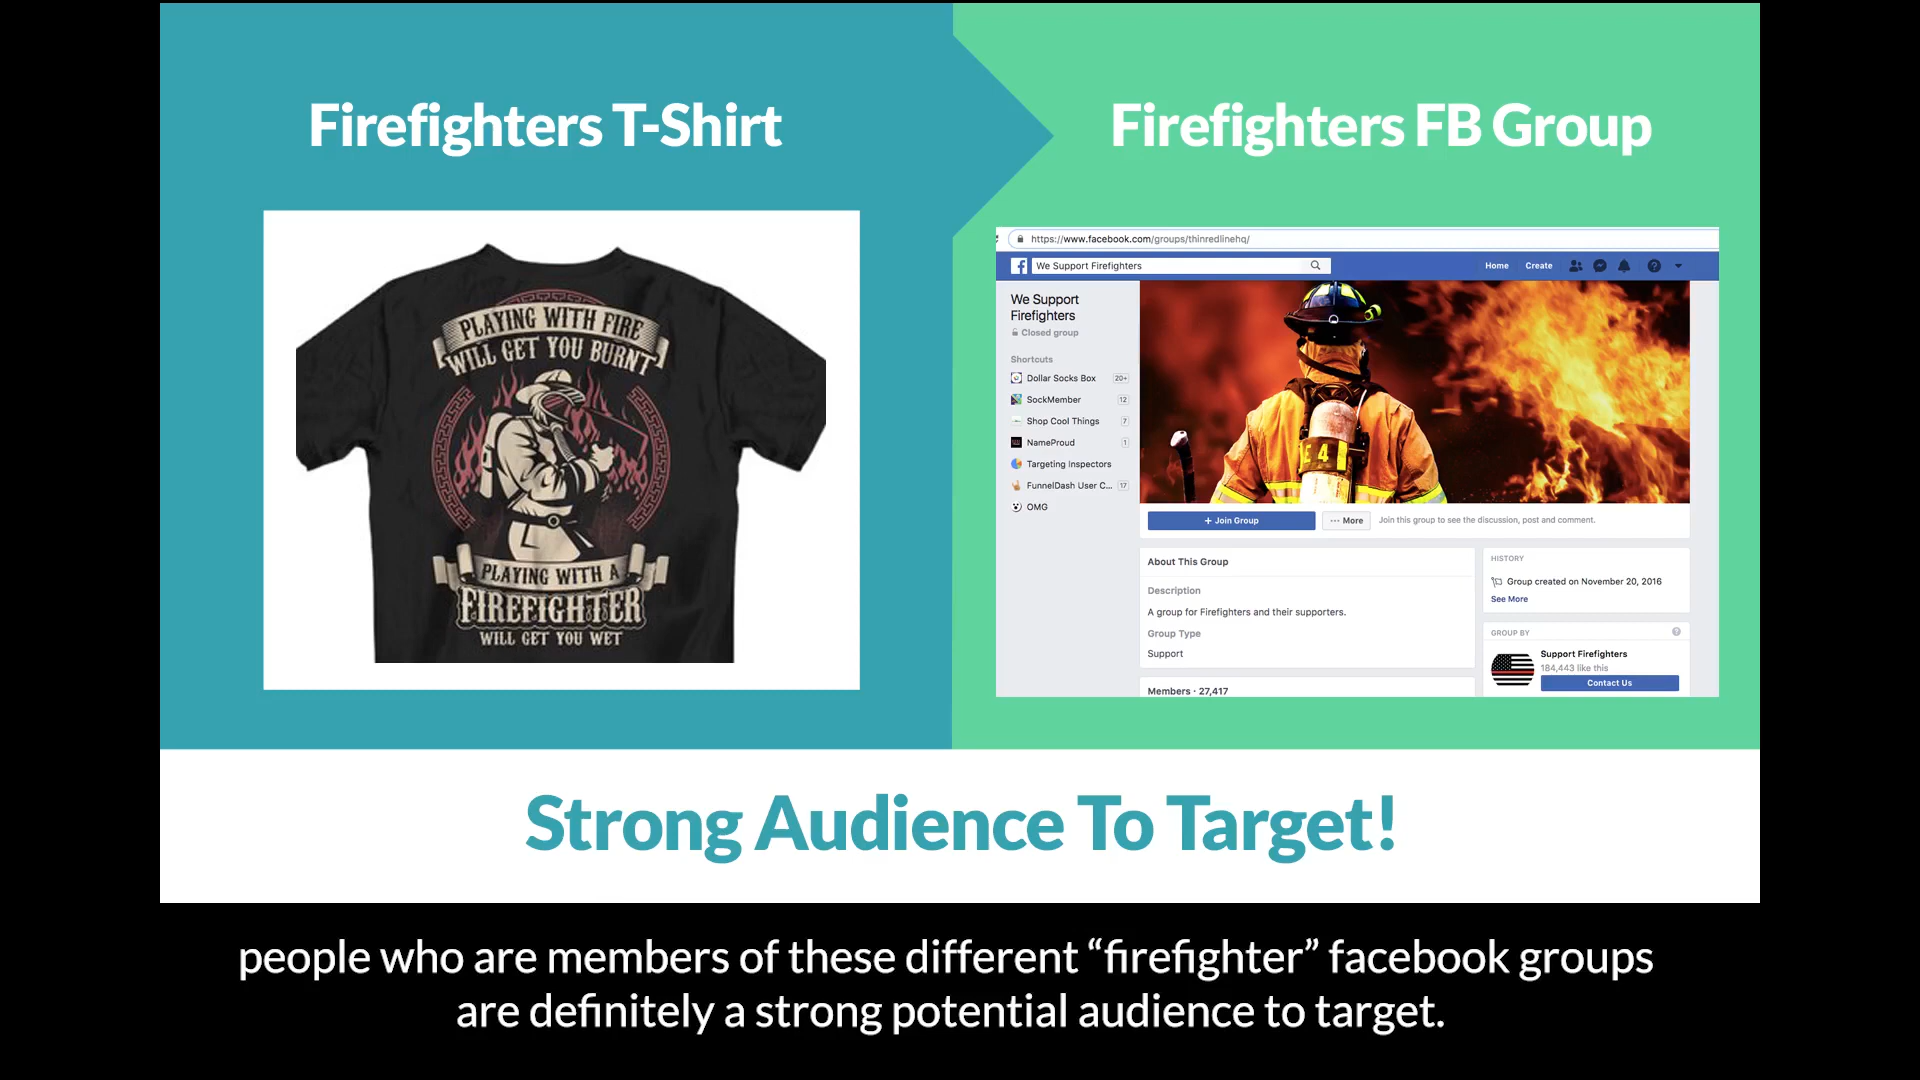 Firefighters T-Shirt
Firefighters FB Group
PLAYING WITH FIRE
WILL GET YOU BURNT
PLAYING WITH A
FIREFIGHTER
WILL GET YOU WET
https://www.facebook.com/groups/thinredlinehq/
We Support Firefighters
Home Create
We Support
Firefighters
Closed group
Shortcuts
Dollar Socks Box 20+
SockMember 12
Shop Cool Things 7
NameProud 1
Targeting Inspectors
FunnelDash User C... 17
OMG
E 4
+ Join Group
··· More
Join this group to see the discussion, post and comment.
About This Group
Description
A group for Firefighters and their supporters.
Group Type
Support
Members · 27,417
HISTORY
Group created on November 20, 2016
See More
GROUP BY
Support Firefighters
184,443 like this
Contact Us
Strong Audience To Target!
people who are members of these different “firefighter” facebook groups
are definitely a strong potential audience to target.